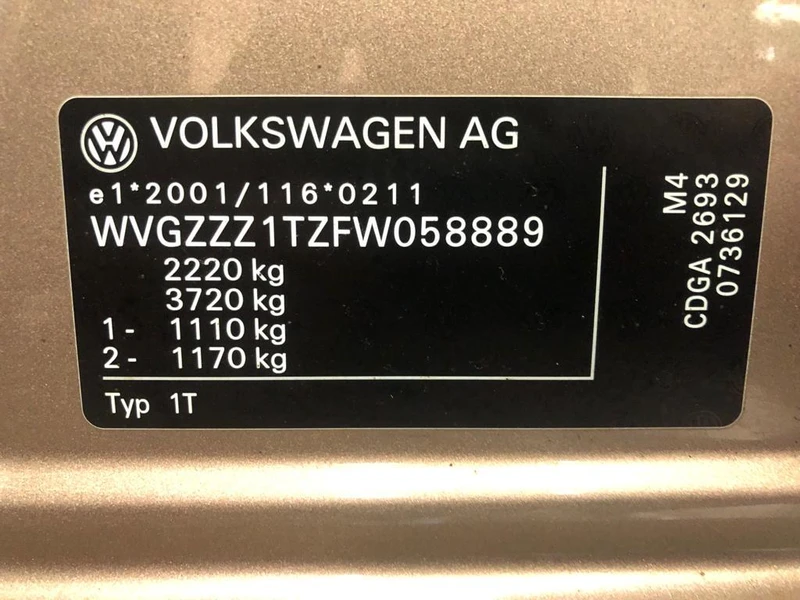 VOLKSWAGEN AG
e1*2001/116*0211
WVGZZZ1TZFW058889
2220 kg
3720 kg
1- 1110 kg
2- 1170 kg
Typ 1T
M4
CDGA 2693
0736129